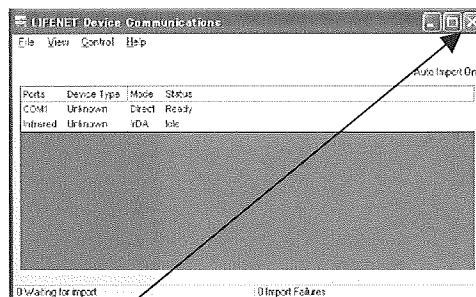 LIFENET Device Communications
File View Control Help
Auto Import On
Ports Device Type Mode Status
COM1 Unknown Direct Ready
Infrared Unknown IrDA Idle
0 Waiting for import 0 Import Failures